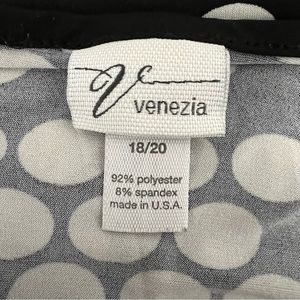 V
venezia
18/20
92% polyester
8% spandex
made in U.S.A.